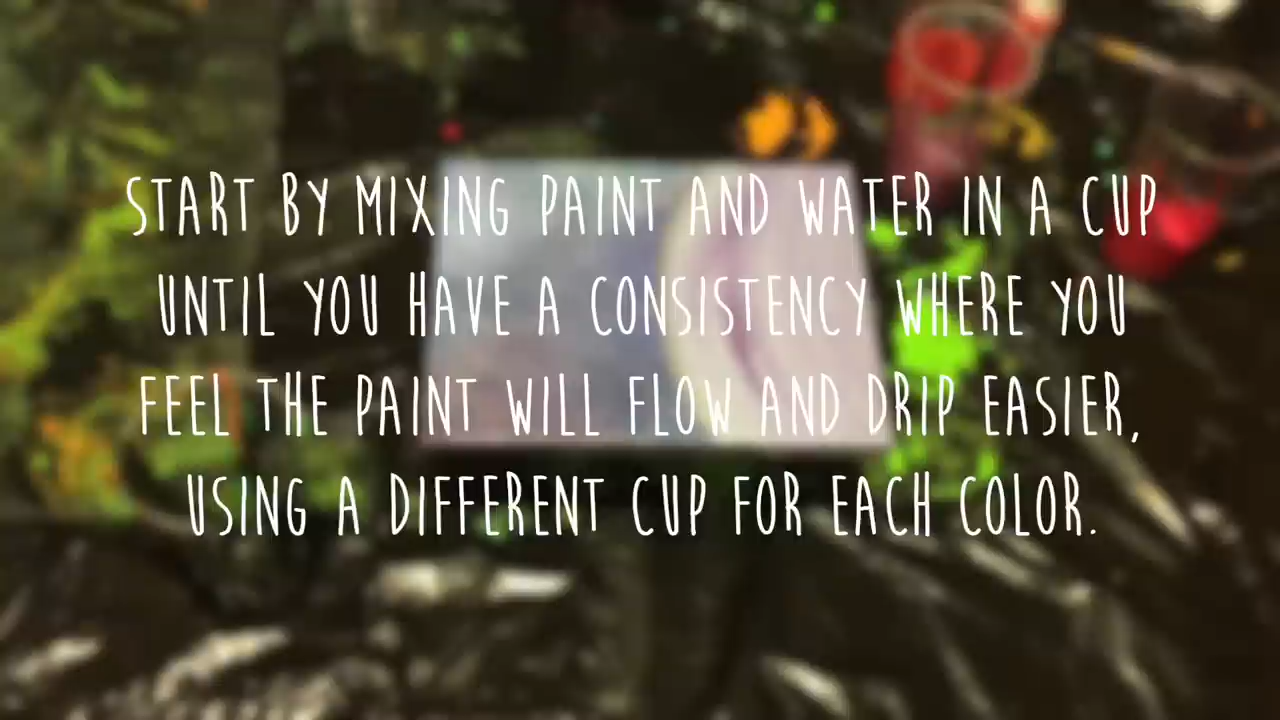 START BY MIXING PAINT AND WATER IN A CUP
UNTIL YOU HAVE A CONSISTENCY WHERE YOU
FEEL THE PAINT WILL FLOW AND DRIP EASIER,
USING A DIFFERENT CUP FOR EACH COLOR.